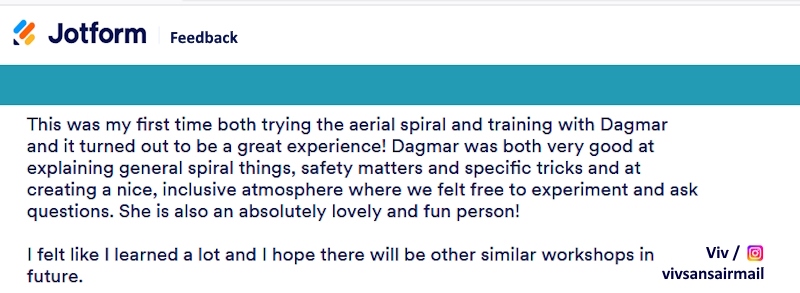 Jotform Feedback
This was my first time both trying the aerial spiral and training with Dagmar
and it turned out to be a great experience! Dagmar was both very good at
explaining general spiral things, safety matters and specific tricks and at
creating a nice, inclusive atmosphere where we felt free to experiment and ask
questions. She is also an absolutely lovely and fun person!
I felt like I learned a lot and I hope there will be other similar workshops in
future.
Viv /
vivsansairmail